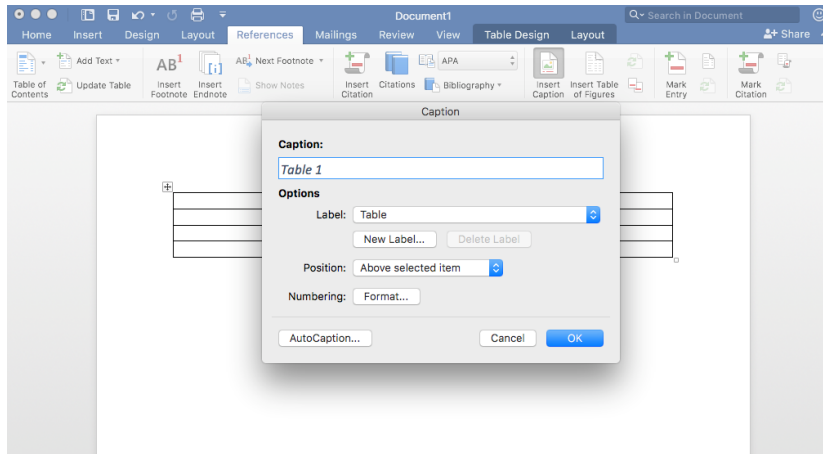 Document1
Search in Document
Home Insert Design Layout References Mailings Review View Table Design Layout Share
Add Text AB1 AB1 Next Footnote APA
Table of Contents Update Table Insert Footnote Insert Endnote Show Notes Insert Citation Citations Bibliography Insert Caption Insert Table of Figures Mark Entry Mark Citation
Caption
Caption:
Table 1
Options
Label: Table
New Label... Delete Label
Position: Above selected item
Numbering: Format...
AutoCaption... Cancel OK